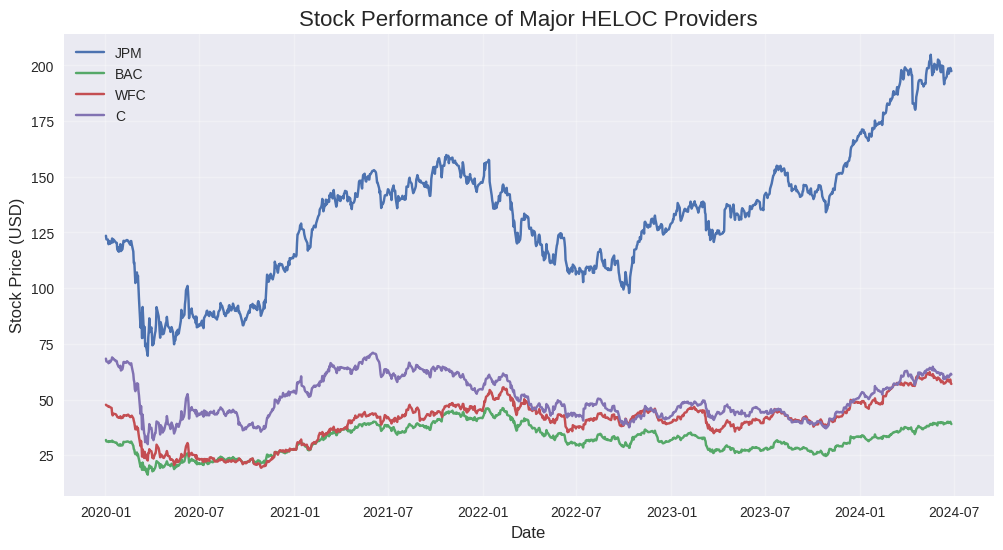 Stock Performance of Major HELOC Providers
JPM
BAC
WFC
C
Stock Price (USD)
200
175
150
125
100
75
50
25
2020-01
2020-07
2021-01
2021-07
2022-01
2022-07
2023-01
2023-07
2024-01
2024-07
Date